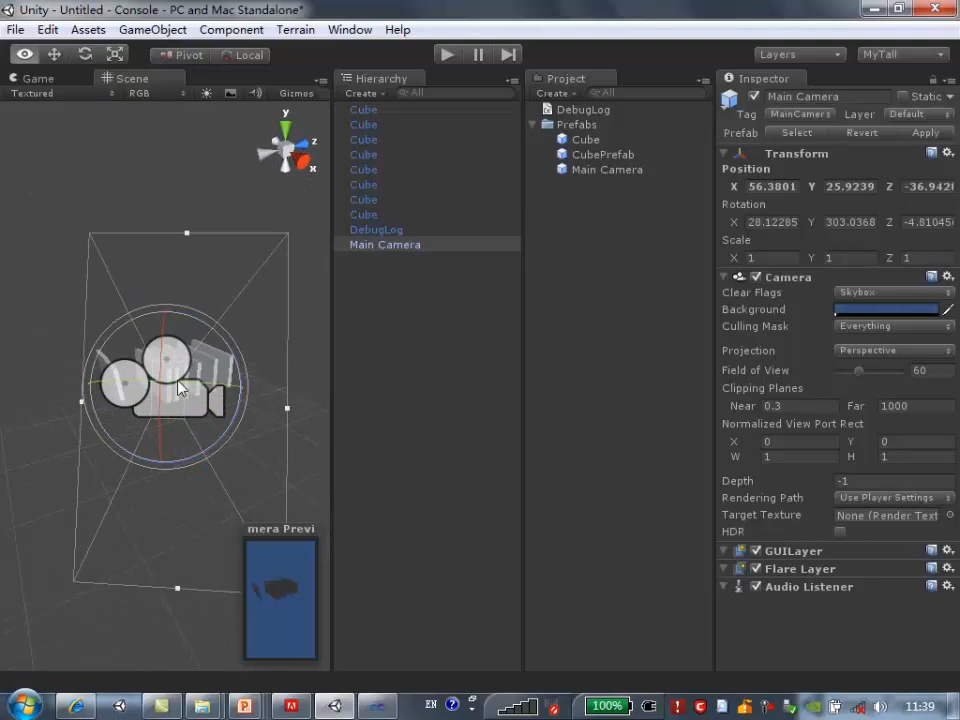 Unity - Untitled - Console - PC and Mac Standalone*
File Edit Assets GameObject Component Terrain Window Help
Pivot Local Layers MyTall
Game Scene Hierarchy Project Inspector
Textured RGB Gizmos Create All Create All
Main Camera Static
Tag MainCamer Layer Default
Prefab Select Revert Apply
y
z
x
Cube
Cube
Cube
Cube
Cube
Cube
Cube
Cube
DebugLog
Main Camera
DebugLog
Prefabs
Cube
CubePrefab
Main Camera
Transform
Position
X 56.3801 Y 25.9239 Z -36.942
Rotation
X 28.12285 Y 303.0368 Z -4.81045
Scale
X 1 Y 1 Z 1
Camera
Clear Flags Skybox
Background
Culling Mask Everything
Projection Perspective
Field of View 60
Clipping Planes
Near 0.3 Far 1000
Normalized View Port Rect
X 0 Y 0
W 1 H 1
Depth -1
Rendering Path Use Player Settings
Target Texture None (Render Text
HDR
GUILayer
Flare Layer
Audio Listener
mera Previ
EN 100% 11:39